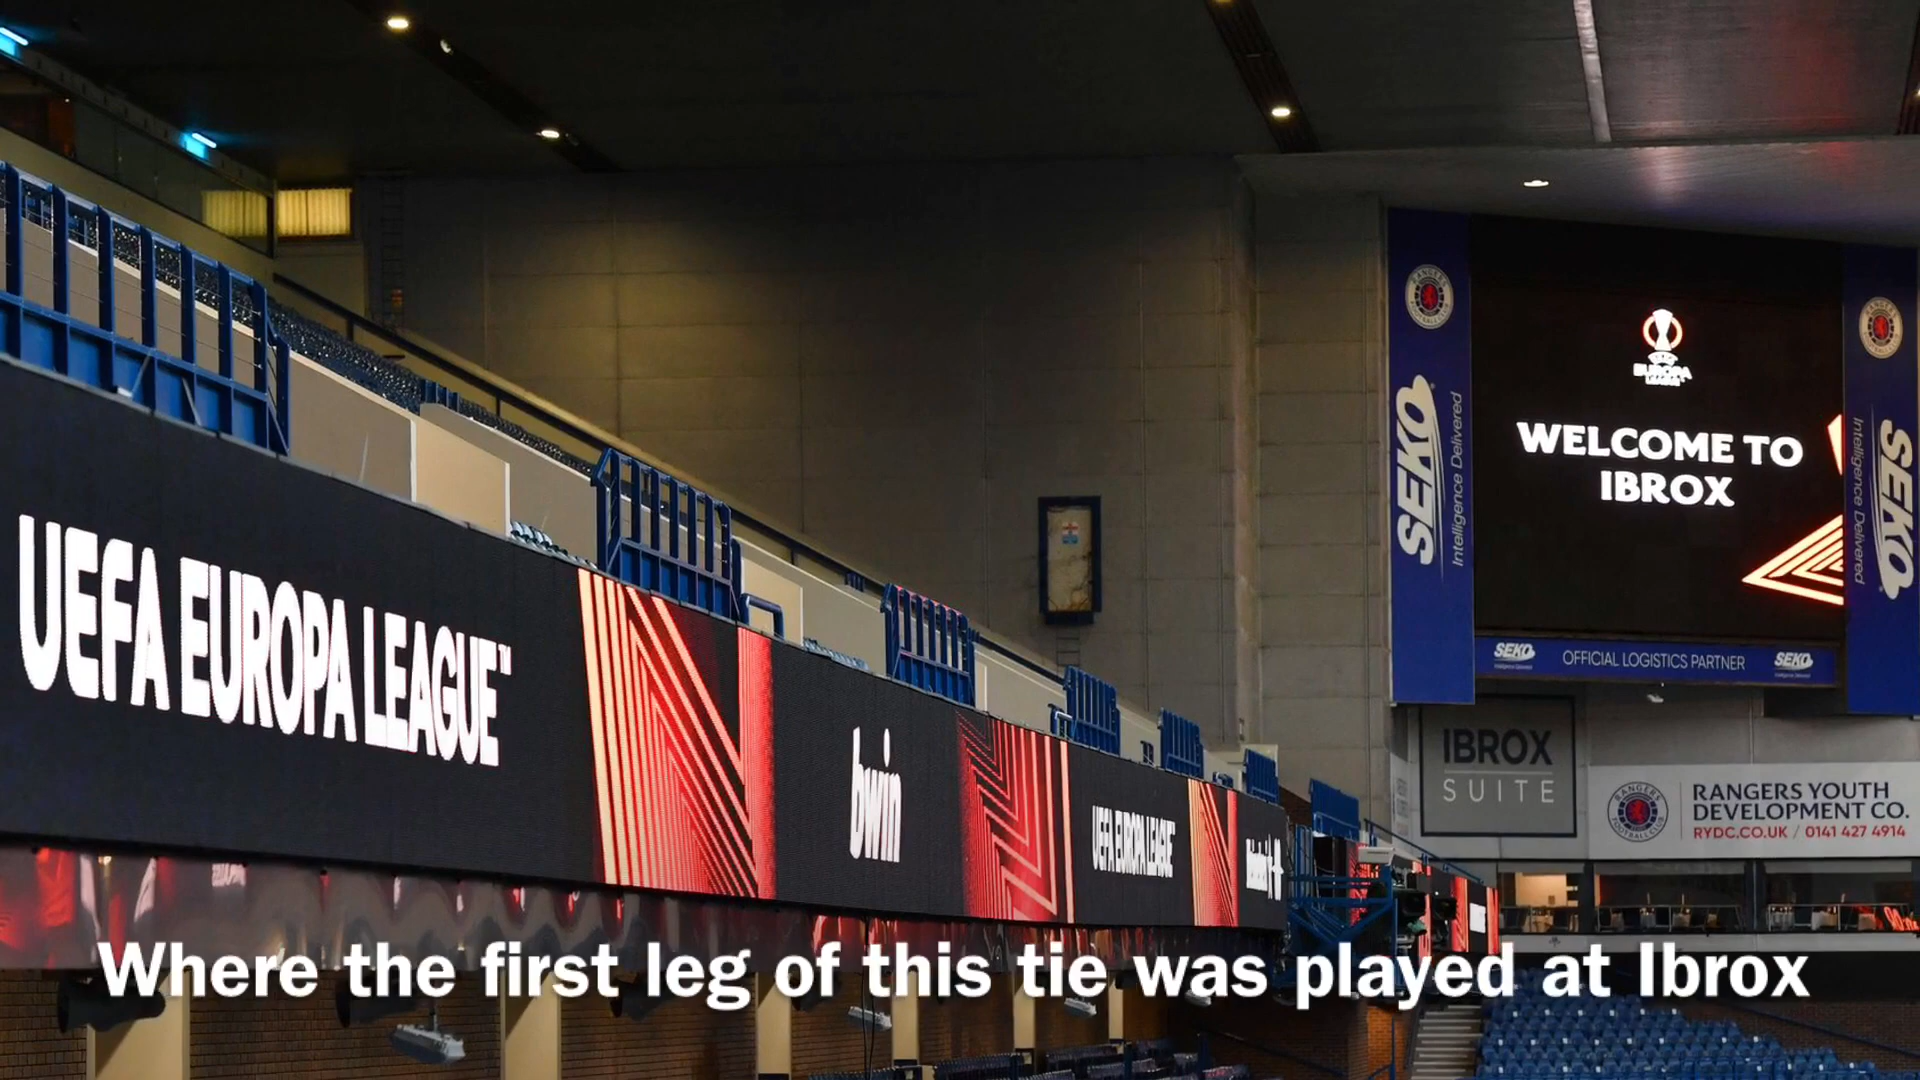 EUROPA
LEAGUE
WELCOME TO
IBROX
SEKO
Intelligence Delivered
SEKO
Intelligence Delivered
SEKO
OFFICIAL LOGISTICS PARTNER
SEKO
IBROX
SUITE
RANGERS YOUTH
DEVELOPMENT CO.
RYDC.CO.UK / 0141 427 4914
UEFA EUROPA LEAGUE™
bwin
UEFA EUROPA LEAGUE
Where the first leg of this tie was played at Ibrox